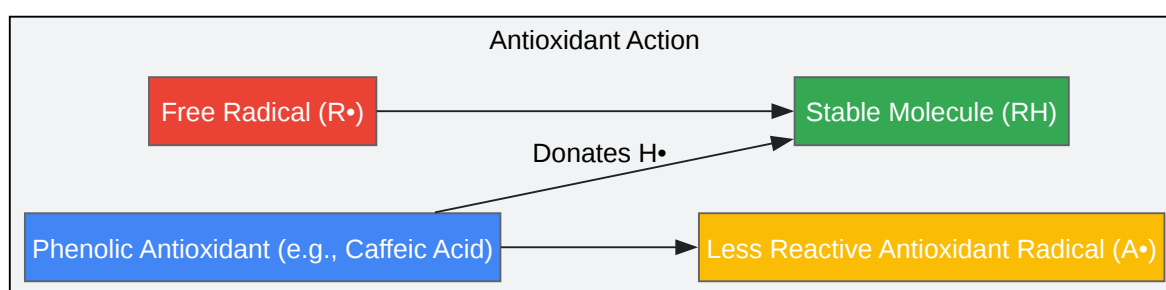 Antioxidant Action
Free Radical (R•)
Stable Molecule (RH)
Donates H•
Phenolic Antioxidant (e.g., Caffeic Acid)
Less Reactive Antioxidant Radical (A•)